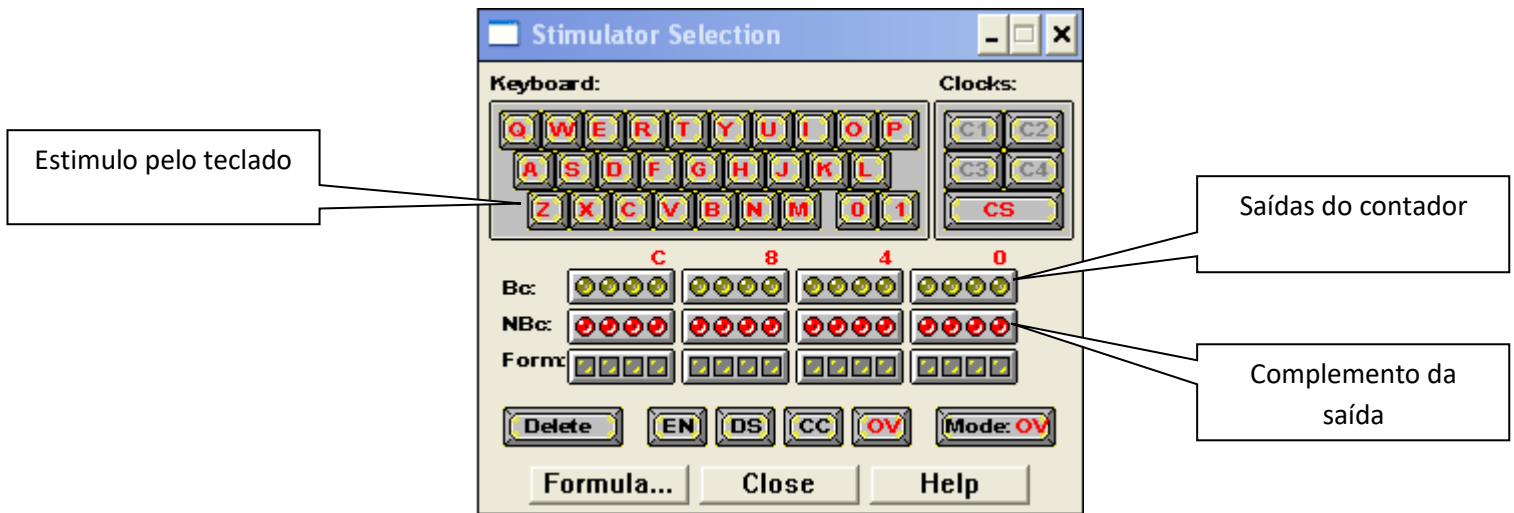 Stimulator Selection
Keyboard: Clocks:
Q W E R T Y U I O P C1 C2
A S D F G H J K L C3 C4
Z X C V B N M 0 1 CS
Estimulo pelo teclado
C 8 4 0
Bc:
NBc:
Form:
Saídas do contador
Complemento da
saída
Delete EN DS CC OV Mode: OV
Formula... Close Help